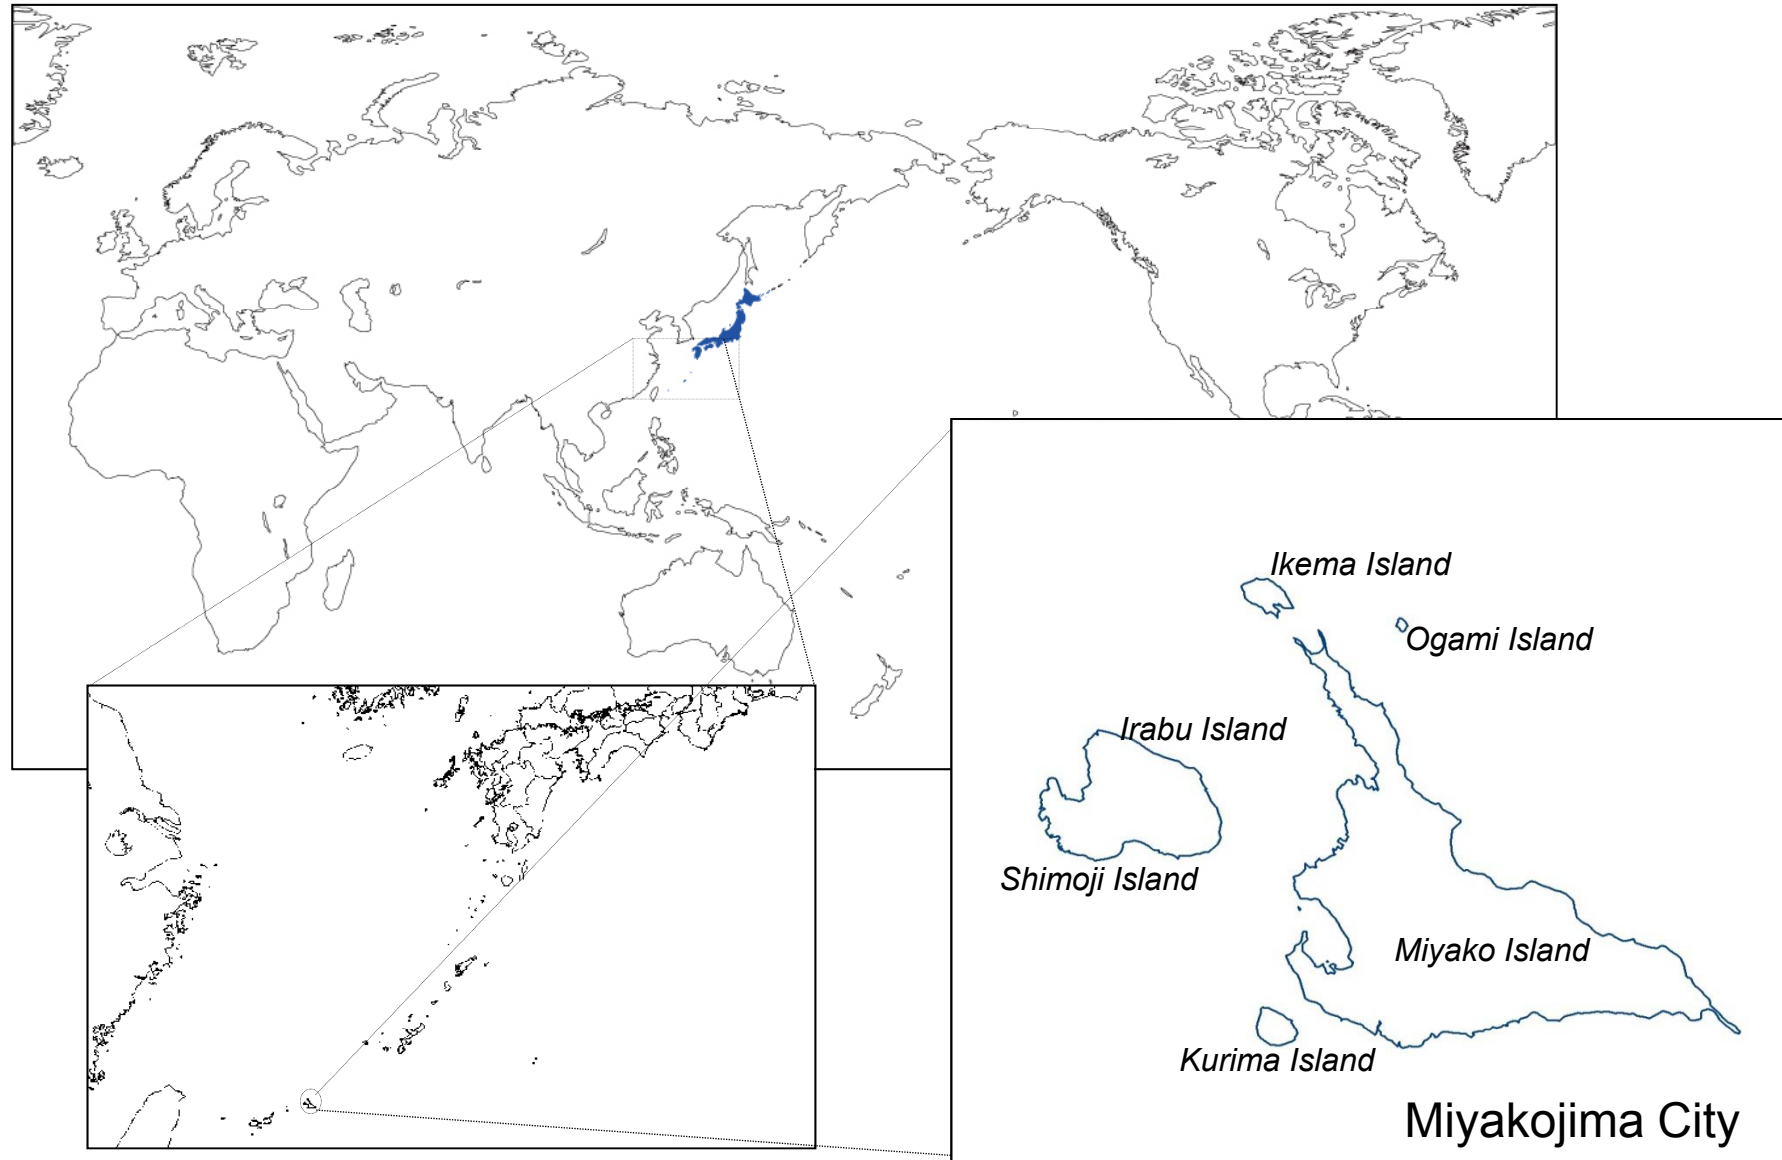 Ikema Island
Ogami Island
Irabu Island
Shimoji Island
Miyako Island
Kurima Island
Miyakojima City